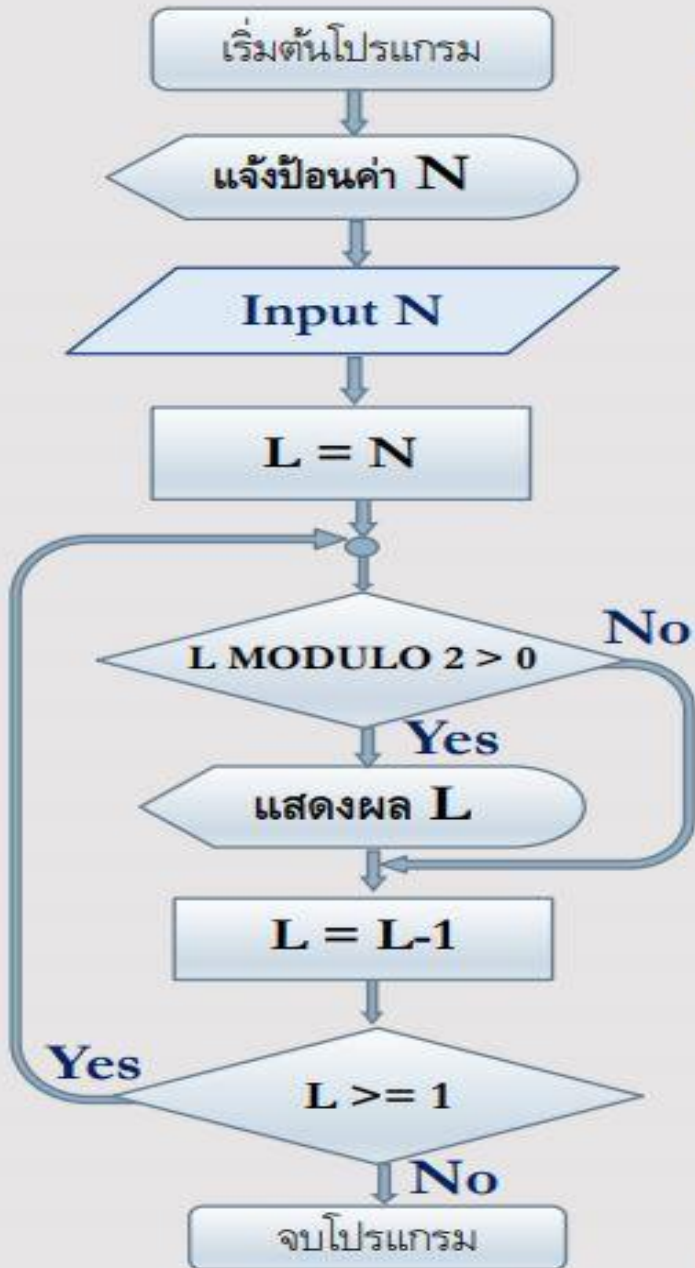 เริ่มต้นโปรแกรม
แจ้งป้อนค่า N
Input N
L = N
L MODULO 2 > 0
No
Yes
แสดงผล L
L = L-1
Yes
L >= 1
No
จบโปรแกรม